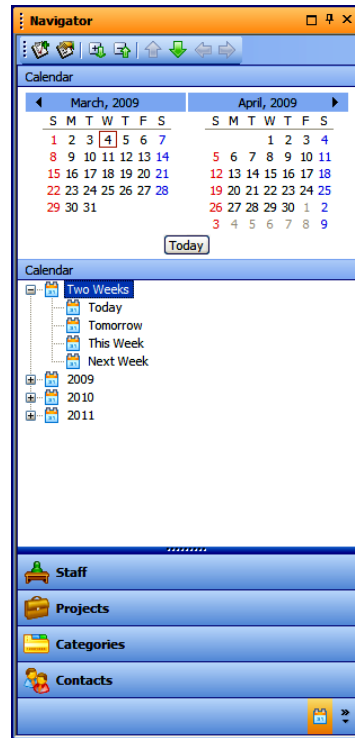 Navigator
Calendar
March, 2009 April, 2009
S M T W T F S S M T W T F S
1 2 3 4 5 6 7 1 2 3 4
8 9 10 11 12 13 14 5 6 7 8 9 10 11
15 16 17 18 19 20 21 12 13 14 15 16 17 18
22 23 24 25 26 27 28 19 20 21 22 23 24 25
29 30 31 26 27 28 29 30 1 2
3 4 5 6 7 8 9
Today
Calendar
Two Weeks
Today
Tomorrow
This Week
Next Week
2009
2010
2011
Staff
Projects
Categories
Contacts